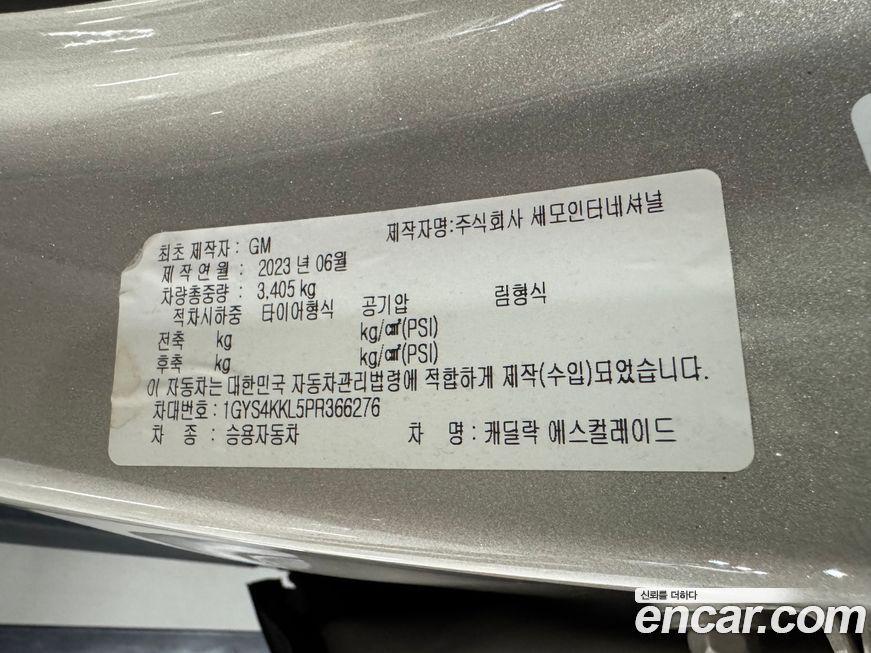 최초 제작자 : GM 제작자명:주식회사 세모인터내셔널
제 작 연 월 : 2023 년 06월
차량총중량 : 3,405 kg
적차시하중 타이어형식 공기압 림형식
전축 kg kg/㎠(PSI)
후축 kg kg/㎠(PSI)
이 자동차는 대한민국 자동차관리법령에 적합하게 제작(수입)되었습니다.
차대번호 : 1GYS4KKL5PR366276
차 종 : 승용자동차 차 명 : 캐딜락 에스컬레이드
신뢰를 더하다
encar.com